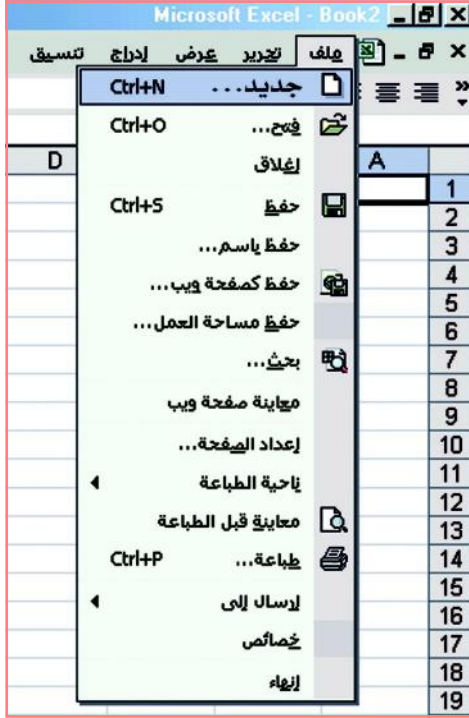 Microsoft Excel - Book2
ملف تحرير عرض إدراج تنسيق
جديد... Ctrl+N
فتح... Ctrl+O
إغلاق
D A
حفظ Ctrl+S
حفظ باسم...
حفظ كصفحة ويب...
حفظ مساحة العمل...
بحث...
معاينة صفحة ويب
إعداد الصفحة...
ناحية الطباعة
معاينة قبل الطباعة
طباعة... Ctrl+P
إرسال إلى
خصائص
إنهاء
1
2
3
4
5
6
7
8
9
10
11
12
13
14
15
16
17
18
19